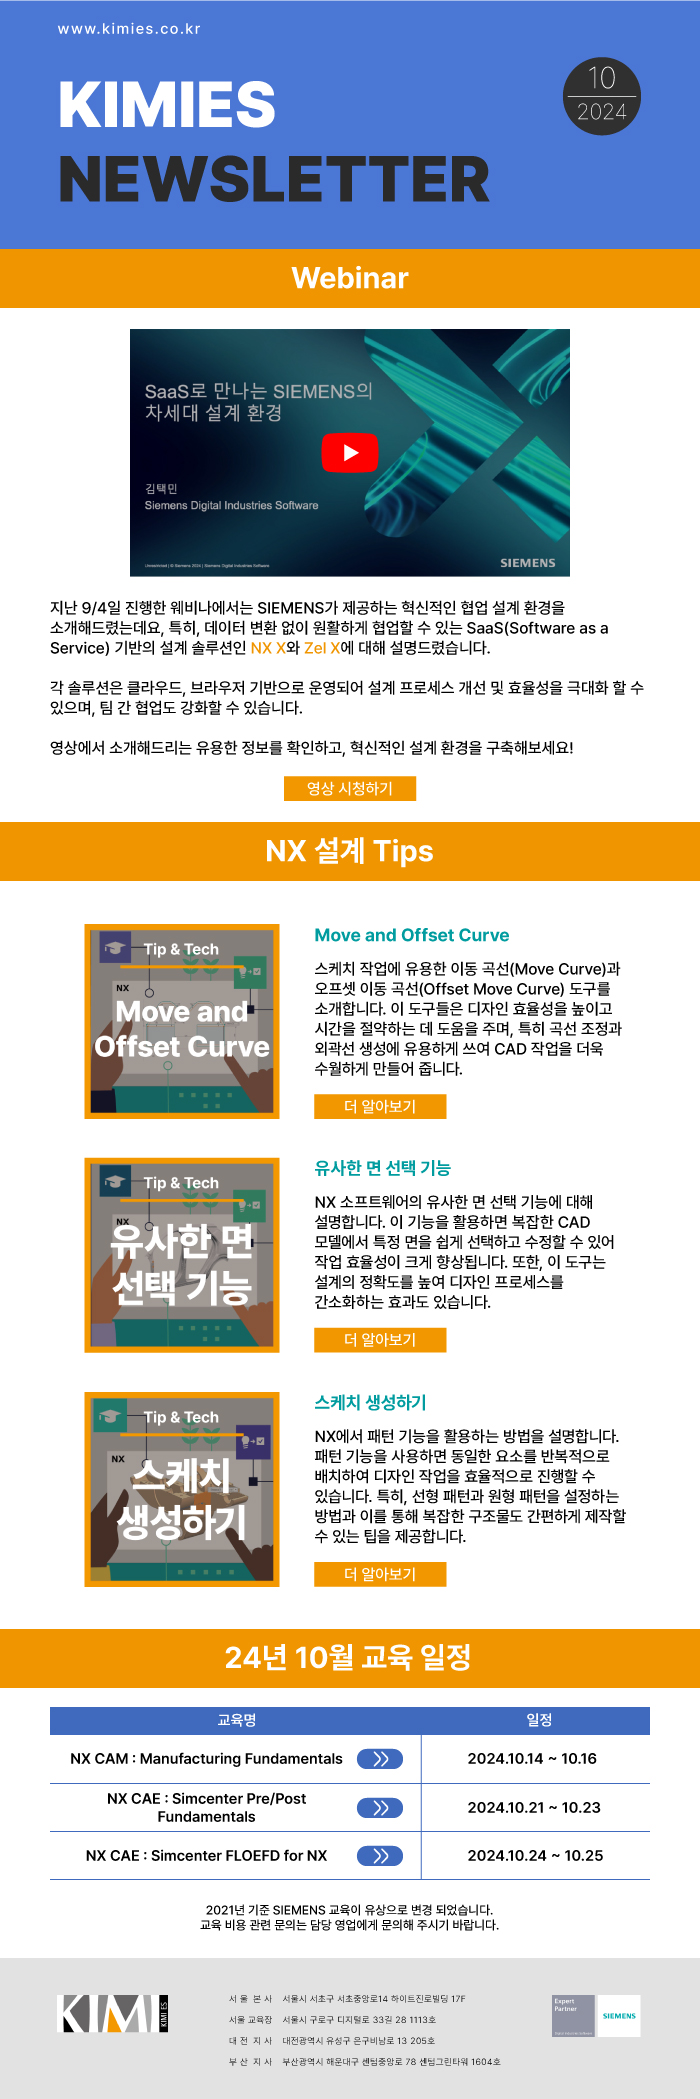 www.kimies.co.kr
KIMIES
NEWSLETTER
10
2024
Webinar
SaaS로 만나는 SIEMENS의
차세대 설계 환경
김택민
Siemens Digital Industries Software
Unrestricted | © Siemens 2024 | Siemens Digital Industries Software
SIEMENS
지난 9/4일 진행한 웨비나에서는 SIEMENS가 제공하는 혁신적인 협업 설계 환경을
소개해드렸는데요, 특히, 데이터 변환 없이 원활하게 협업할 수 있는 SaaS(Software as a
Service) 기반의 설계 솔루션인 NX X와 Zel X에 대해 설명드렸습니다.
각 솔루션은 클라우드, 브라우저 기반으로 운영되어 설계 프로세스 개선 및 효율성을 극대화 할 수
있으며, 팀 간 협업도 강화할 수 있습니다.
영상에서 소개해드리는 유용한 정보를 확인하고, 혁신적인 설계 환경을 구축해보세요!
영상 시청하기
NX 설계 Tips
Tip & Tech
NX
Move and
Offset Curve
Move and Offset Curve
스케치 작업에 유용한 이동 곡선(Move Curve)과
오프셋 이동 곡선(Offset Move Curve) 도구를
소개합니다. 이 도구들은 디자인 효율성을 높이고
시간을 절약하는 데 도움을 주며, 특히 곡선 조정과
외곽선 생성에 유용하게 쓰여 CAD 작업을 더욱
수월하게 만들어 줍니다.
더 알아보기
Tip & Tech
NX
유사한 면
선택 기능
유사한 면 선택 기능
NX 소프트웨어의 유사한 면 선택 기능에 대해
설명합니다. 이 기능을 활용하면 복잡한 CAD
모델에서 특정 면을 쉽게 선택하고 수정할 수 있어
작업 효율성이 크게 향상됩니다. 또한, 이 도구는
설계의 정확도를 높여 디자인 프로세스를
간소화하는 효과도 있습니다.
더 알아보기
Tip & Tech
NX
스케치
생성하기
스케치 생성하기
NX에서 패턴 기능을 활용하는 방법을 설명합니다.
패턴 기능을 사용하면 동일한 요소를 반복적으로
배치하여 디자인 작업을 효율적으로 진행할 수
있습니다. 특히, 선형 패턴과 원형 패턴을 설정하는
방법과 이를 통해 복잡한 구조물도 간편하게 제작할
수 있는 팁을 제공합니다.
더 알아보기
24년 10월 교육 일정
교육명 일정
NX CAM : Manufacturing Fundamentals 2024.10.14 ~ 10.16
NX CAE : Simcenter Pre/Post
Fundamentals 2024.10.21 ~ 10.23
NX CAE : Simcenter FLOEFD for NX 2024.10.24 ~ 10.25
2021년 기준 SIEMENS 교육이 유상으로 변경 되었습니다.
교육 비용 관련 문의는 담당 영업에게 문의해 주시기 바랍니다.
KIMI
KIMI ES
서울 본사 서울시 서초구 서초중앙로14 하이트진로빌딩 17F
서울 교육장 서울시 구로구 디지털로 33길 28 1113호
대전 지사 대전광역시 유성구 은구비남로 13 205호
부산 지사 부산광역시 해운대구 센텀중앙로 78 센텀그린타워 1604호
Expert
Partner
Digital Industries Software
SIEMENS